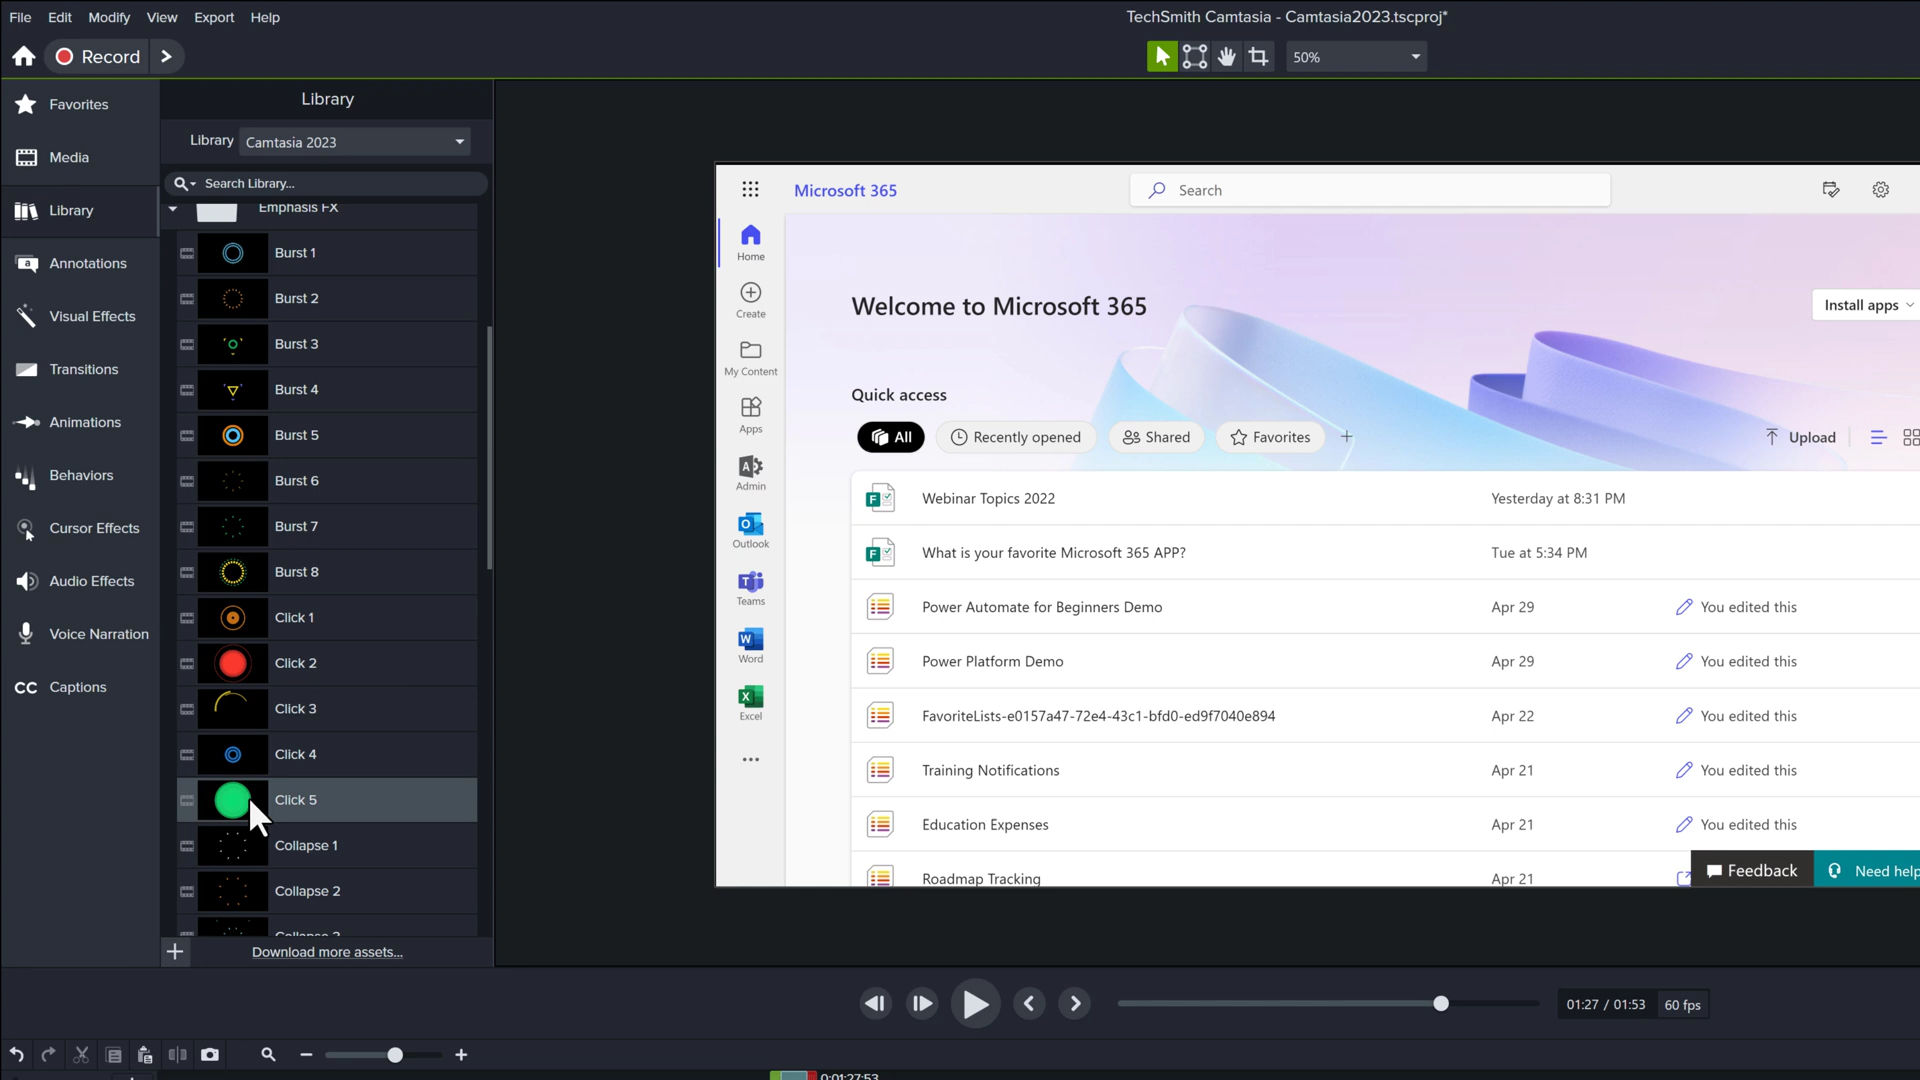 File Edit Modify View Export Help
TechSmith Camtasia - Camtasia2023.tscproj*
Record
50%
Favorites
Media
Library
Annotations
Visual Effects
Transitions
Animations
Behaviors
Cursor Effects
Audio Effects
Voice Narration
CC Captions
Library
Library Camtasia 2023
Search Library...
Emphasis FX
Burst 1
Burst 2
Burst 3
Burst 4
Burst 5
Burst 6
Burst 7
Burst 8
Click 1
Click 2
Click 3
Click 4
Click 5
Collapse 1
Collapse 2
Download more assets...
Microsoft 365
Search
Home
Create
My Content
Apps
Admin
Outlook
Teams
Word
Excel
Welcome to Microsoft 365
Install apps
Quick access
All Recently opened Shared Favorites
Upload
Webinar Topics 2022 Yesterday at 8:31 PM
What is your favorite Microsoft 365 APP? Tue at 5:34 PM
Power Automate for Beginners Demo Apr 29 You edited this
Power Platform Demo Apr 29 You edited this
FavoriteLists-e0157a47-72e4-43c1-bfd0-ed9f7040e894 Apr 22 You edited this
Training Notifications Apr 21 You edited this
Education Expenses Apr 21 You edited this
Roadmap Tracking Apr 21
Feedback
Need help
01:27 / 01:53 60 fps
0:01:27:53